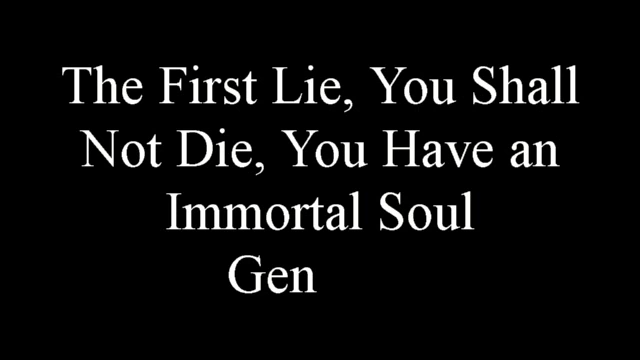 The First Lie, You Shall
Not Die, You Have an
Immortal Soul
Gen